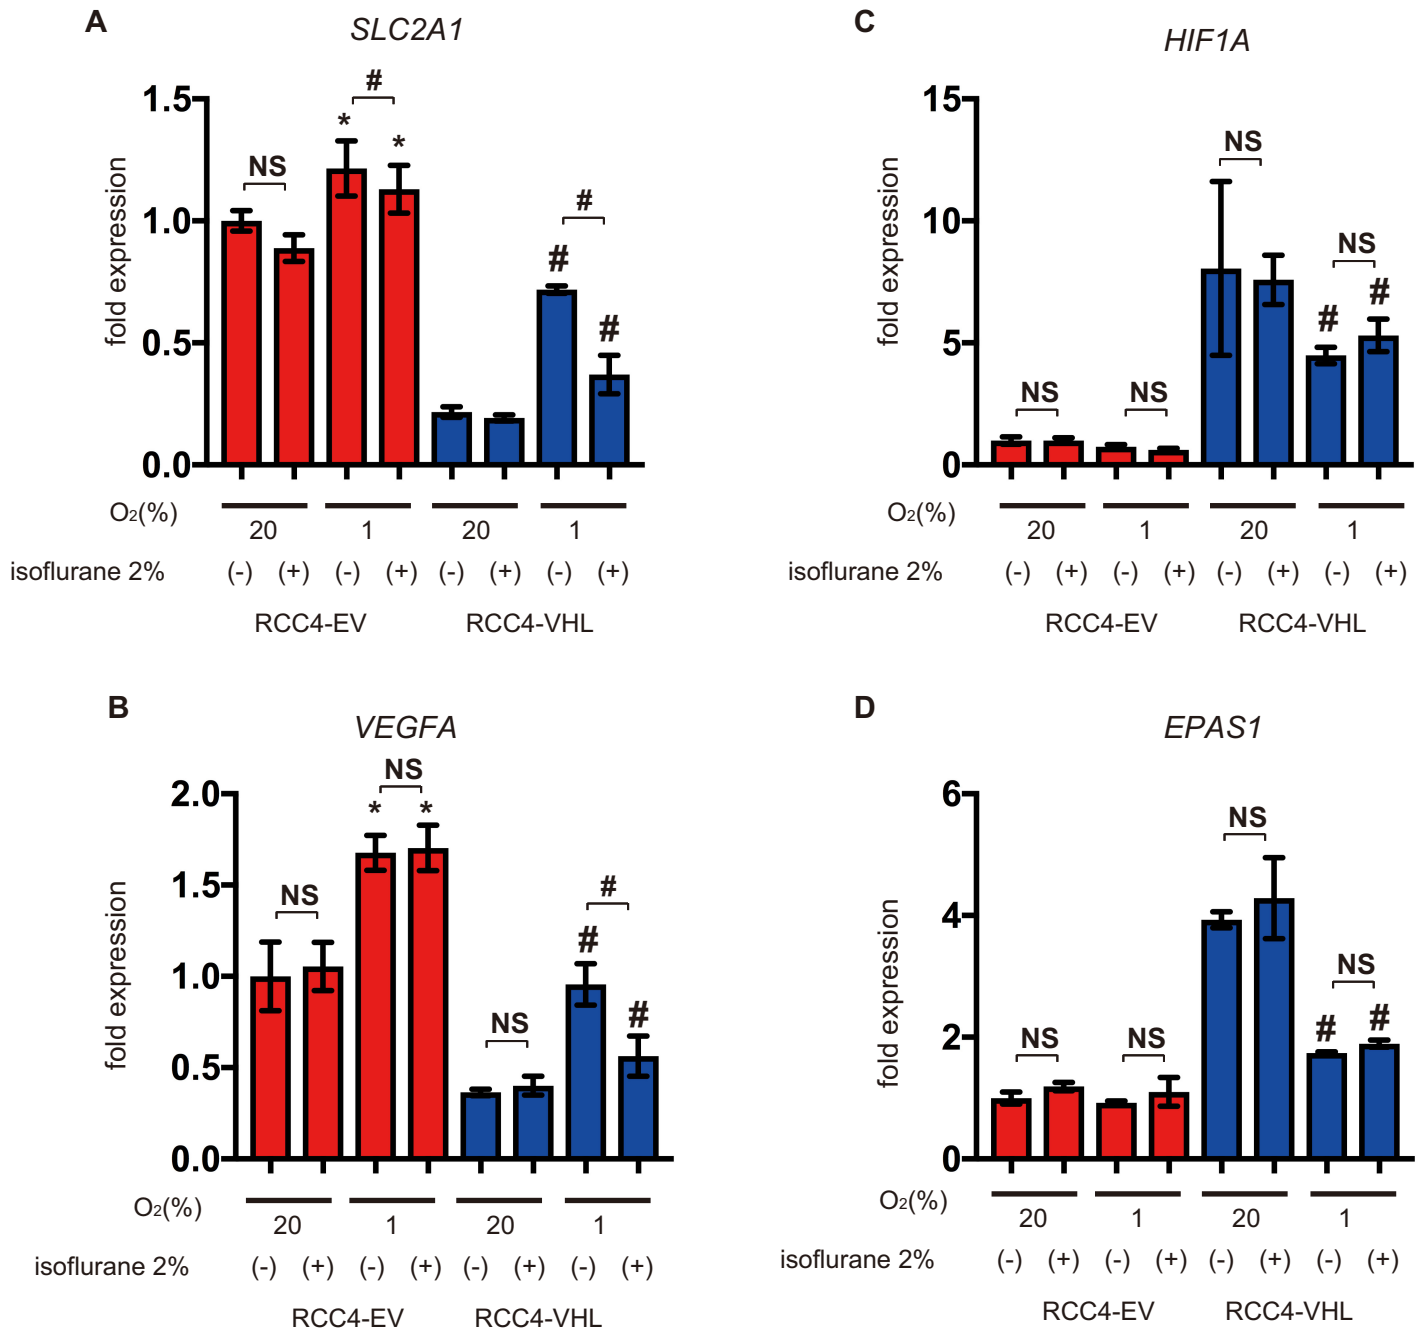 A
SLC2A1
#
1.5
*
*
NS
#
1.0
#
fold expression
0.5
#
0.0
O2(%)
20 1 20 1
isoflurane 2% (-) (+) (-) (+) (-) (+) (-) (+)
RCC4-EV RCC4-VHL
C
HIF1A
15
NS
10
fold expression
NS
#
#
5
NS NS
0
O2(%)
20 1 20 1
isoflurane 2% (-) (+) (-) (+) (-) (+) (-) (+)
RCC4-EV RCC4-VHL
B
VEGFA
NS
2.0
* *
NS
#
1.5
#
fold expression
1.0
NS
#
0.5
0.0
O2(%)
20 1 20 1
isoflurane 2% (-) (+) (-) (+) (-) (+) (-) (+)
RCC4-EV RCC4-VHL
D
EPAS1
6
NS
4
fold expression
NS
# #
2
NS NS
0
O2(%)
20 1 20 1
isoflurane 2% (-) (+) (-) (+) (-) (+) (-) (+)
RCC4-EV RCC4-VHL